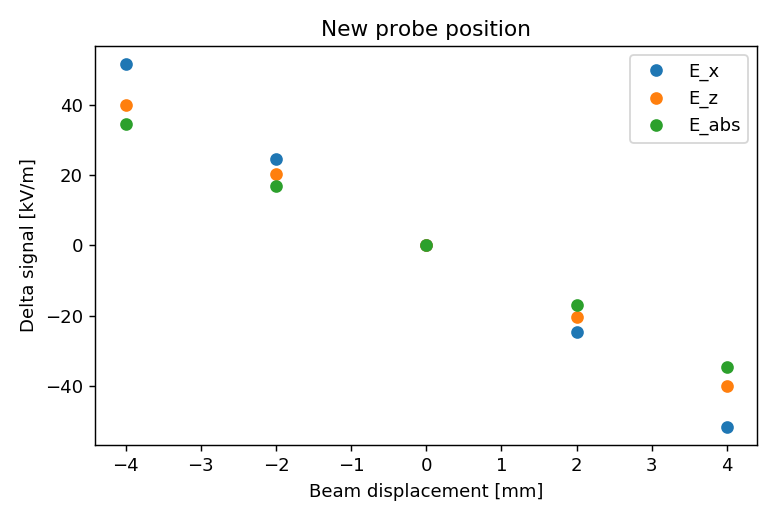 New probe position
E_x
E_z
E_abs
Delta signal [kV/m]
40
20
0
−20
−40
−4 −3 −2 −1 0 1 2 3 4
Beam displacement [mm]